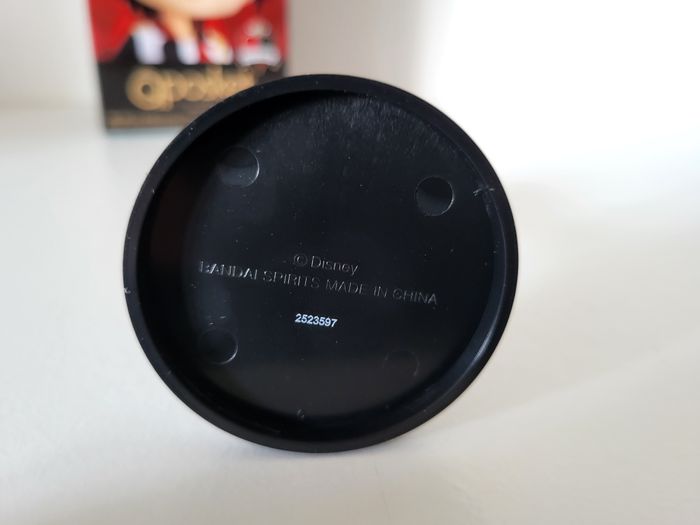 Qposket
© Disney
BANDAI SPIRITS MADE IN CHINA
2523597